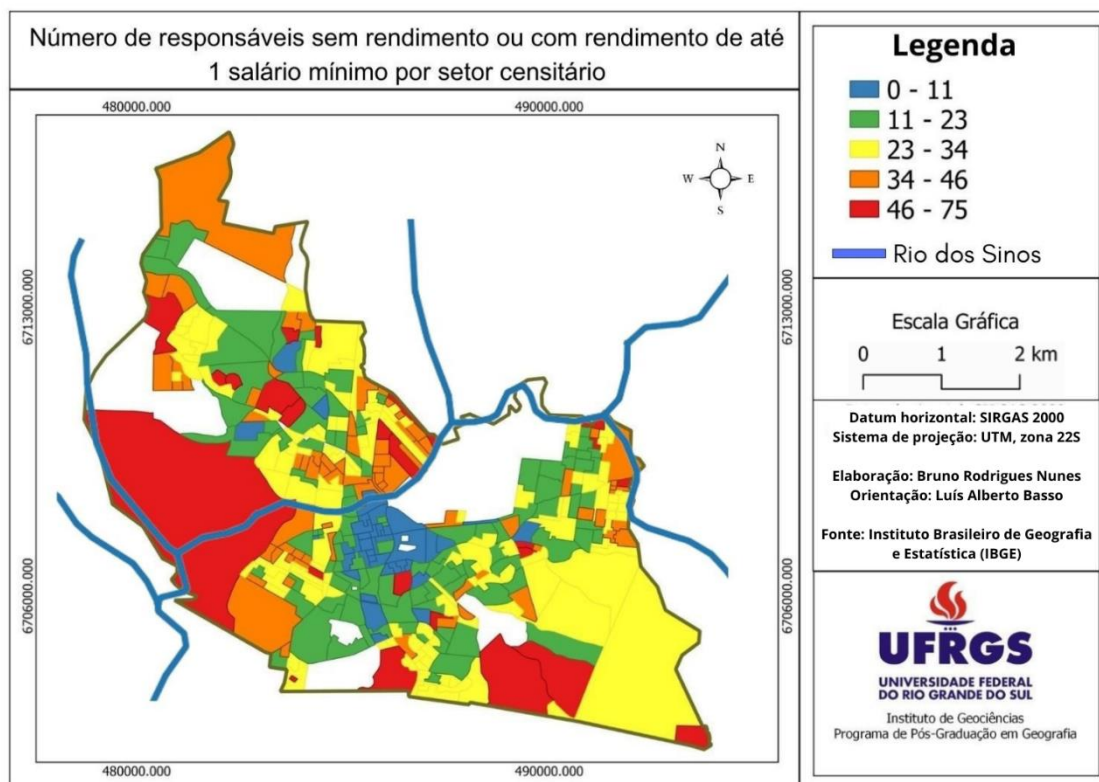 Número de responsáveis sem rendimento ou com rendimento de até
1 salário mínimo por setor censitário
480000.000
490000.000
N
W
E
S
6713000.000
6713000.000
6706000.000
6706000.000
480000.000
490000.000
Legenda
0 - 11
11 - 23
23 - 34
34 - 46
46 - 75
Rio dos Sinos
Escala Gráfica
0 1 2 km
Datum horizontal: SIRGAS 2000
Sistema de projeção: UTM, zona 22S
Elaboração: Bruno Rodrigues Nunes
Orientação: Luís Alberto Basso
Fonte: Instituto Brasileiro de Geografia
e Estatística (IBGE)
UFRGS
UNIVERSIDADE FEDERAL
DO RIO GRANDE DO SUL
Instituto de Geociências
Programa de Pós-Graduação em Geografia